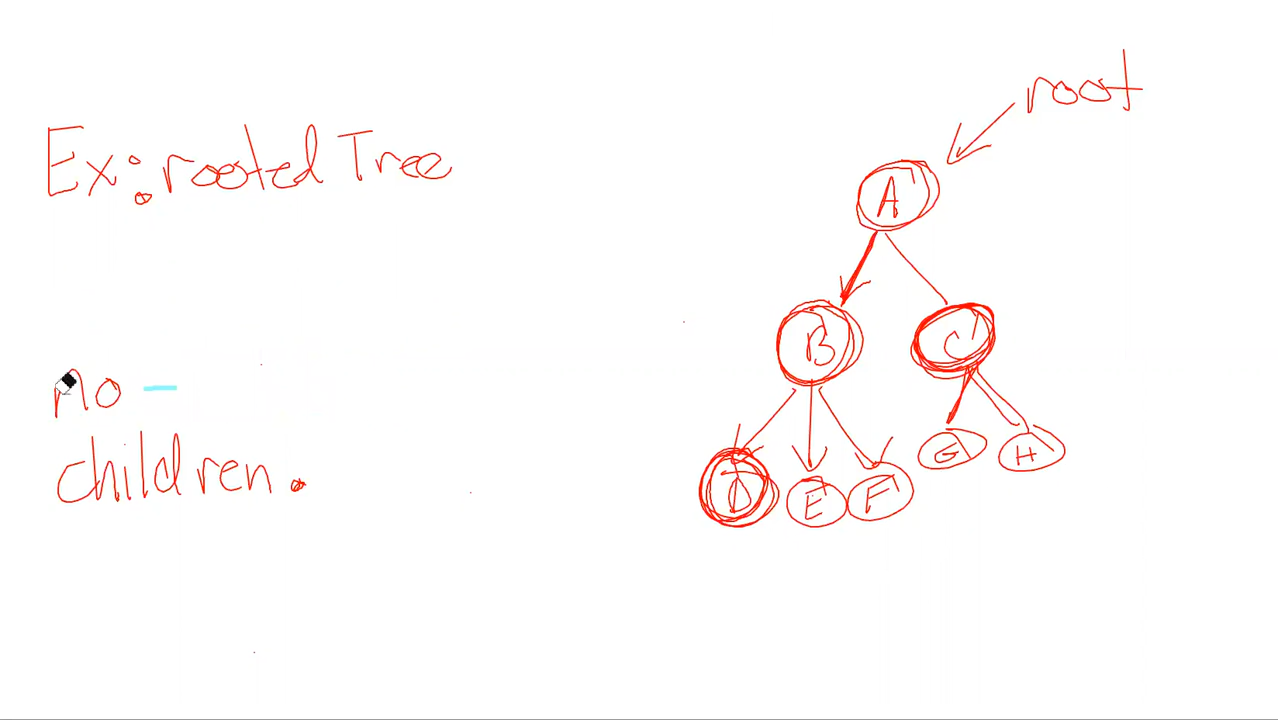 root
Ex: rooted Tree
A
B C
G H
D E F
no
children.